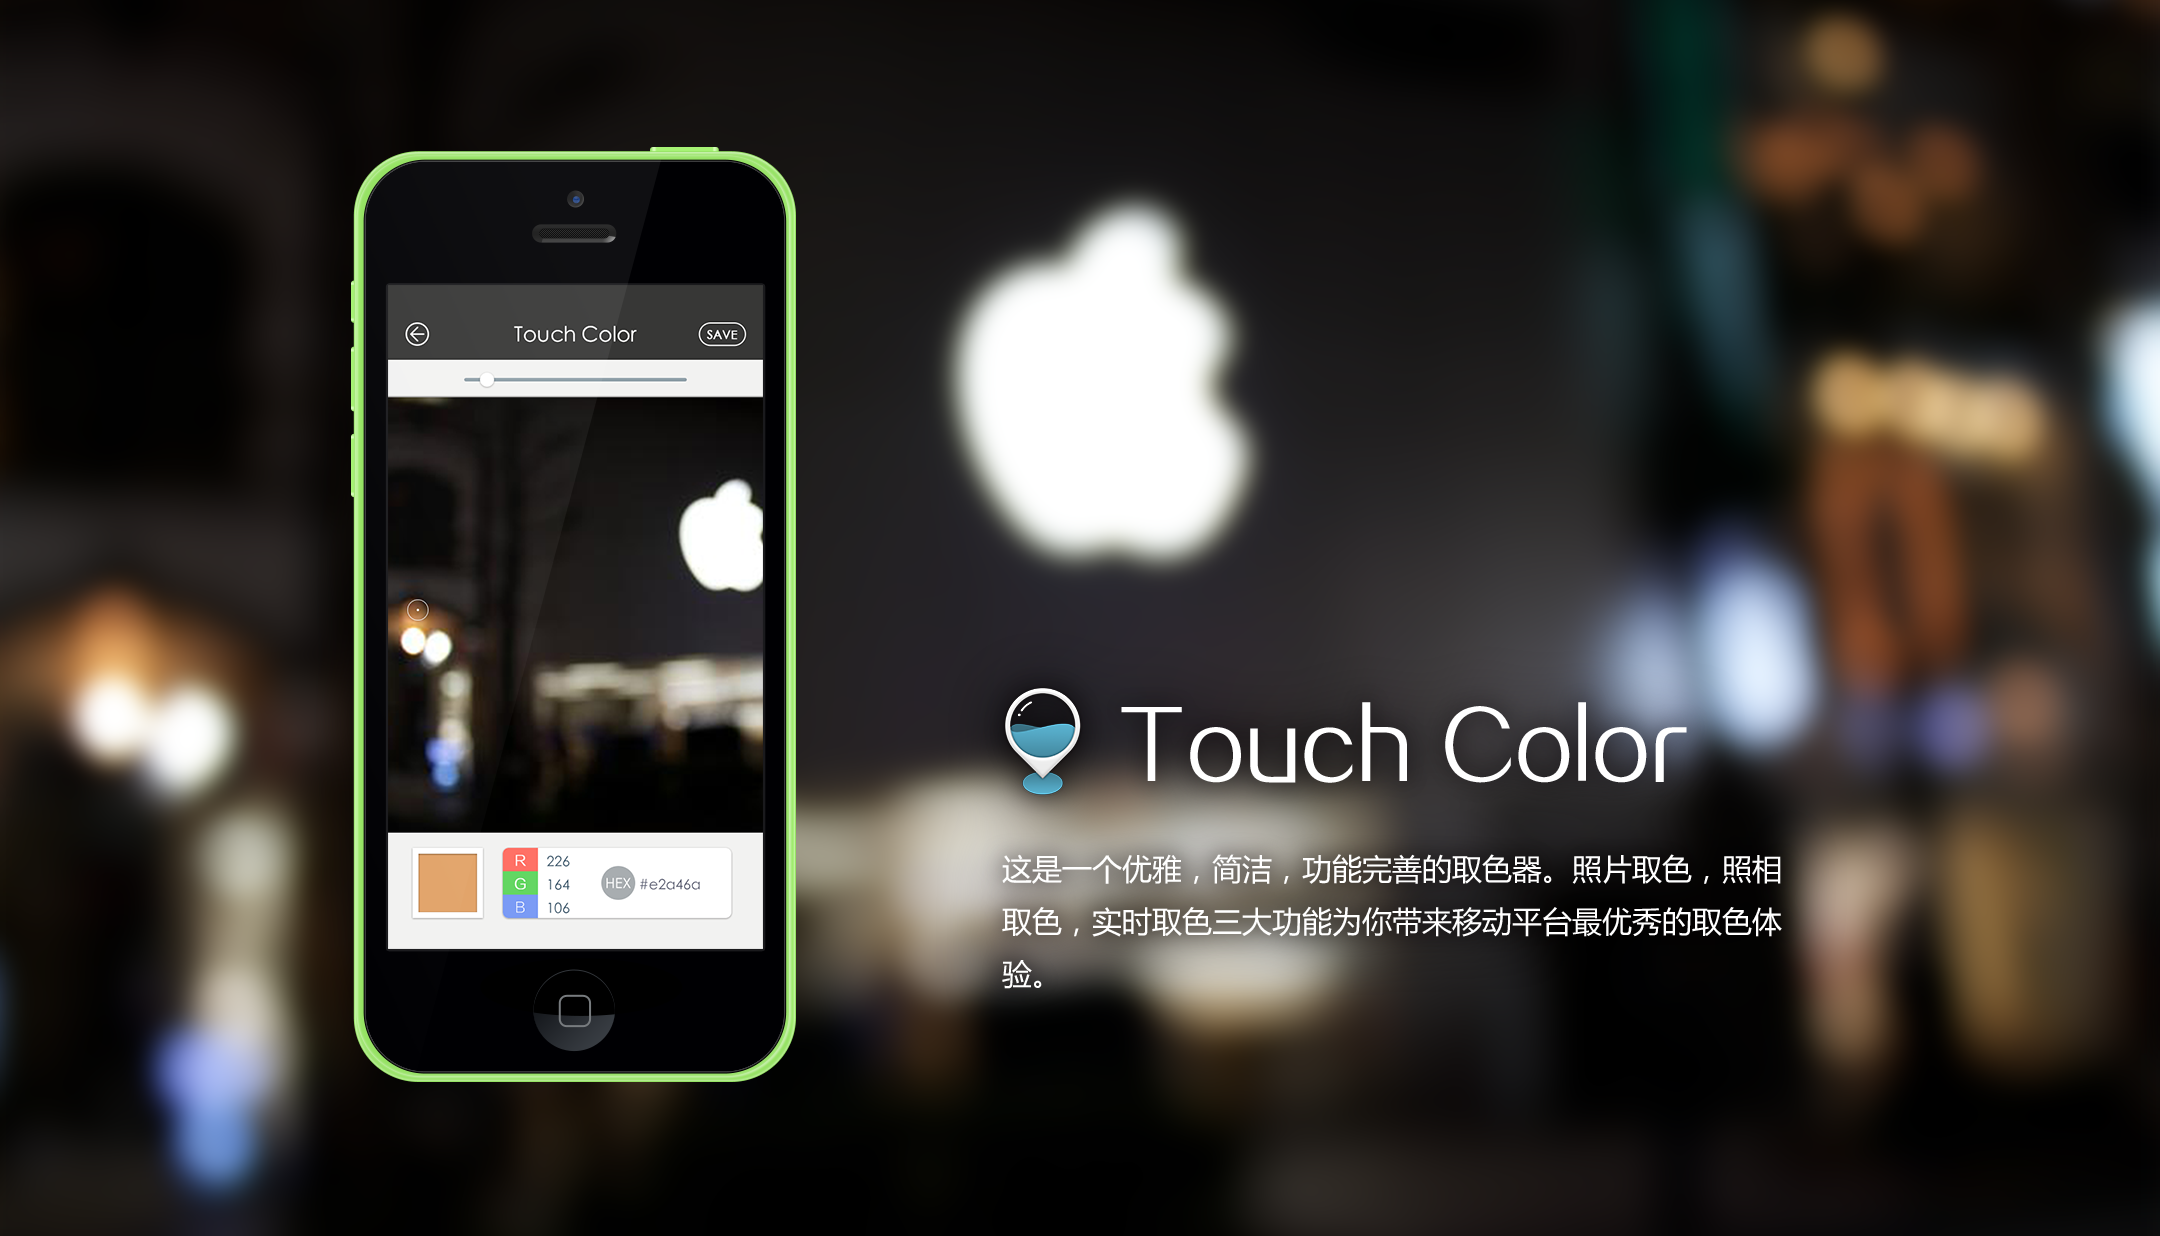 Touch Color
SAVE
R 226
G 164
B 106
HEX #e2a46a
Touch Color
这是一个优雅，简洁，功能完善的取色器。照片取色，照相
取色，实时取色三大功能为你带来移动平台最优秀的取色体
验。